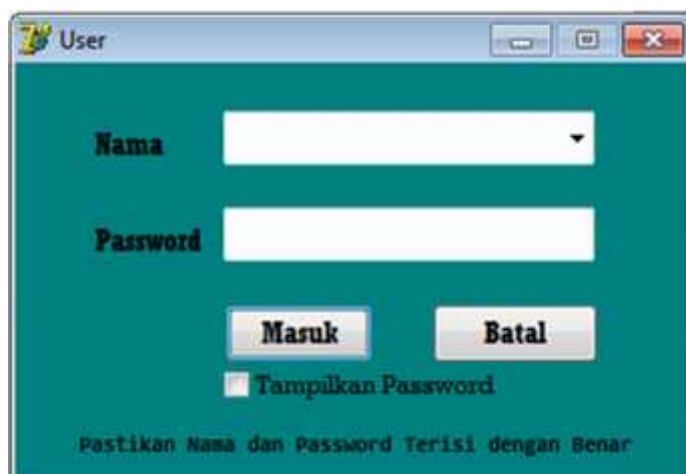 User
Nama
Password
Masuk Batal
Tampilkan Password
Pastikan Nama dan Password Terisi dengan Benar